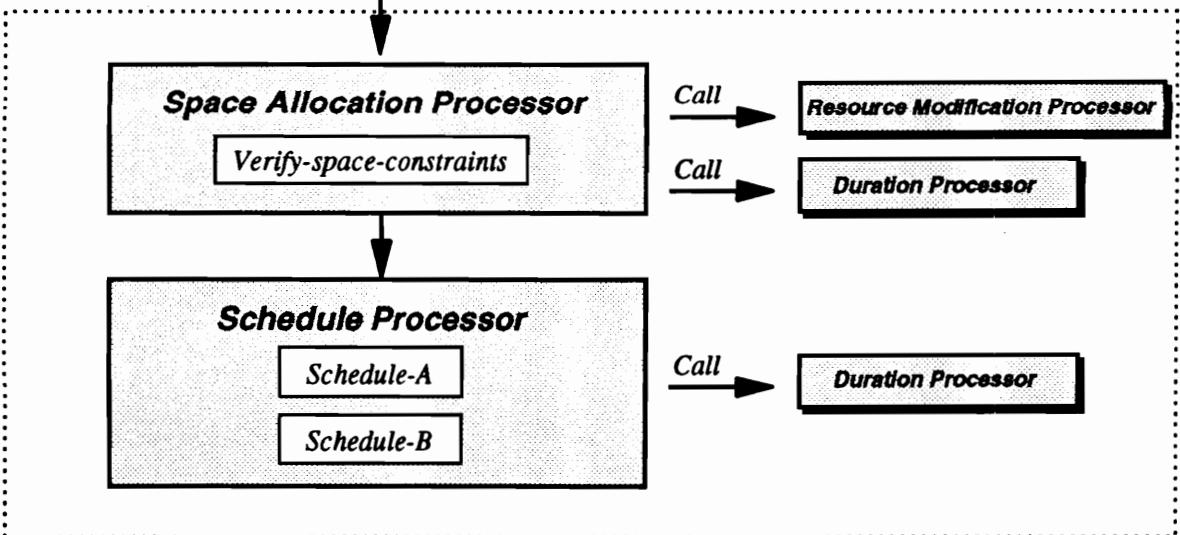 Space Allocation Processor
Verify-space-constraints
Call
Resource Modification Processor
Call
Duration Processor
Schedule Processor
Schedule-A
Schedule-B
Call
Duration Processor